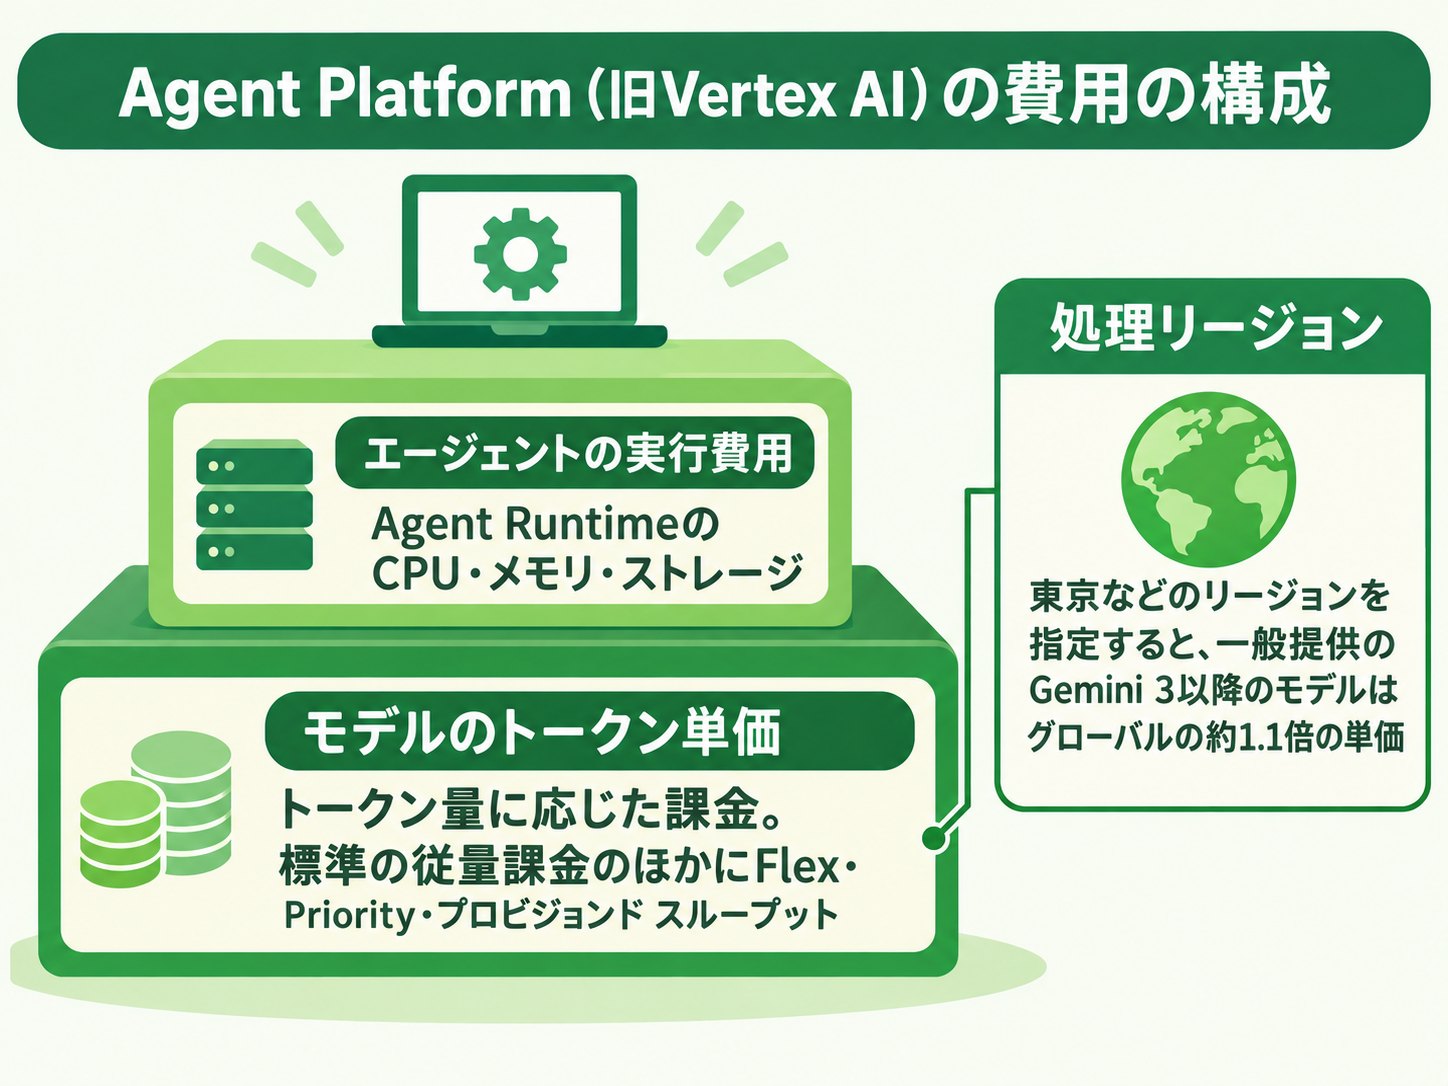 Agent Platform（旧Vertex AI）の費用の構成
エージェントの実行費用
Agent Runtimeの
CPU・メモリ・ストレージ
モデルのトークン単価
トークン量に応じた課金。
標準の従量課金のほかにFlex・
Priority・プロビジョンド スループット
処理リージョン
東京などのリージョンを
指定すると、一般提供の
Gemini 3以降のモデルは
グローバルの約1.1倍の単価